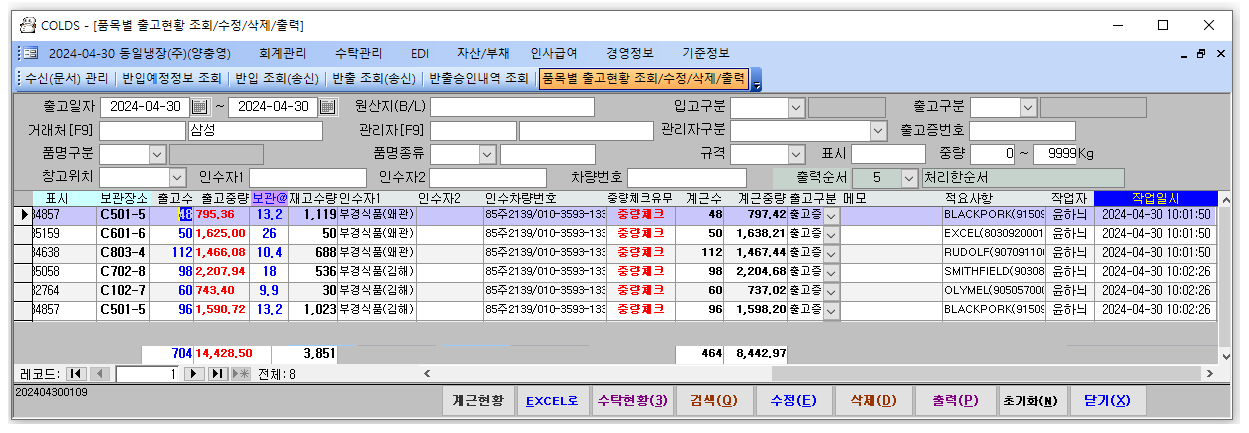 COLDS - [품목별 출고현황 조회/수정/삭제/출력]
2024-04-30 동일냉장(주)(양충영) 회계관리 수탁관리 EDI 자산/부채 인사급여 경영정보 기준정보
수신(문서) 관리 반입예정정보 조회 반입 조회(송신) 반출 조회(송신) 반출승인내역 조회 품목별 출고현황 조회/수정/삭제/출력
출고일자 2024-04-30 ~ 2024-04-30 원산지(B/L) 입고구분 출고구분
거래처[F9] 삼성 관리자[F9] 관리자구분 출고증번호
품명구분 품명종류 규격 표시 중량 0 ~ 9999 Kg
창고위치 인수자1 인수자2 차량번호 출력순서 5 처리한순서
표시 보관장소 출고수 출고중량 보관@ 재고수량 인수자1 인수자2 인수차량번호 중량체크유무 계근수 계근중량 출고구분 메모 적요사항 작업자 작업일시
34857 C501-5 48 795,36 13,2 1,119 부경식품(왜관) 85주2139/010-3593-133 중량체크 48 797,42 출고증 BLACKPORK(91509 윤하늬 2024-04-30 10:01:50
35159 C601-6 50 1,625,00 26 50 부경식품(왜관) 85주2139/010-3593-133 중량체크 50 1,638,21 출고증 EXCEL(8030920001 윤하늬 2024-04-30 10:01:50
34638 C803-4 112 1,466,08 10,4 688 부경식품(왜관) 85주2139/010-3593-133 중량체크 112 1,467,44 출고증 RUDOLF(90709110 윤하늬 2024-04-30 10:01:50
35058 C702-8 98 2,207,94 18 536 부경식품(김해) 85주2139/010-3593-133 중량체크 98 2,204,68 출고증 SMITHFIELD(90308 윤하늬 2024-04-30 10:02:26
32764 C102-7 60 743,40 9,9 30 부경식품(김해) 85주2139/010-3593-133 중량체크 60 737,02 출고증 OLYMEL(905057000 윤하늬 2024-04-30 10:02:26
34857 C501-5 96 1,590,72 13,2 1,023 부경식품(김해) 85주2139/010-3593-133 중량체크 96 1,598,20 출고증 BLACKPORK(91509 윤하늬 2024-04-30 10:02:26
704 14,428,50 3,851 464 8,442,97
레코드: 1 전체: 8
202404300109
계근현황 EXCEL로 수탁현황(3) 검색(Q) 수정(E) 삭제(D) 출력(P) 초기화(N) 닫기(X)